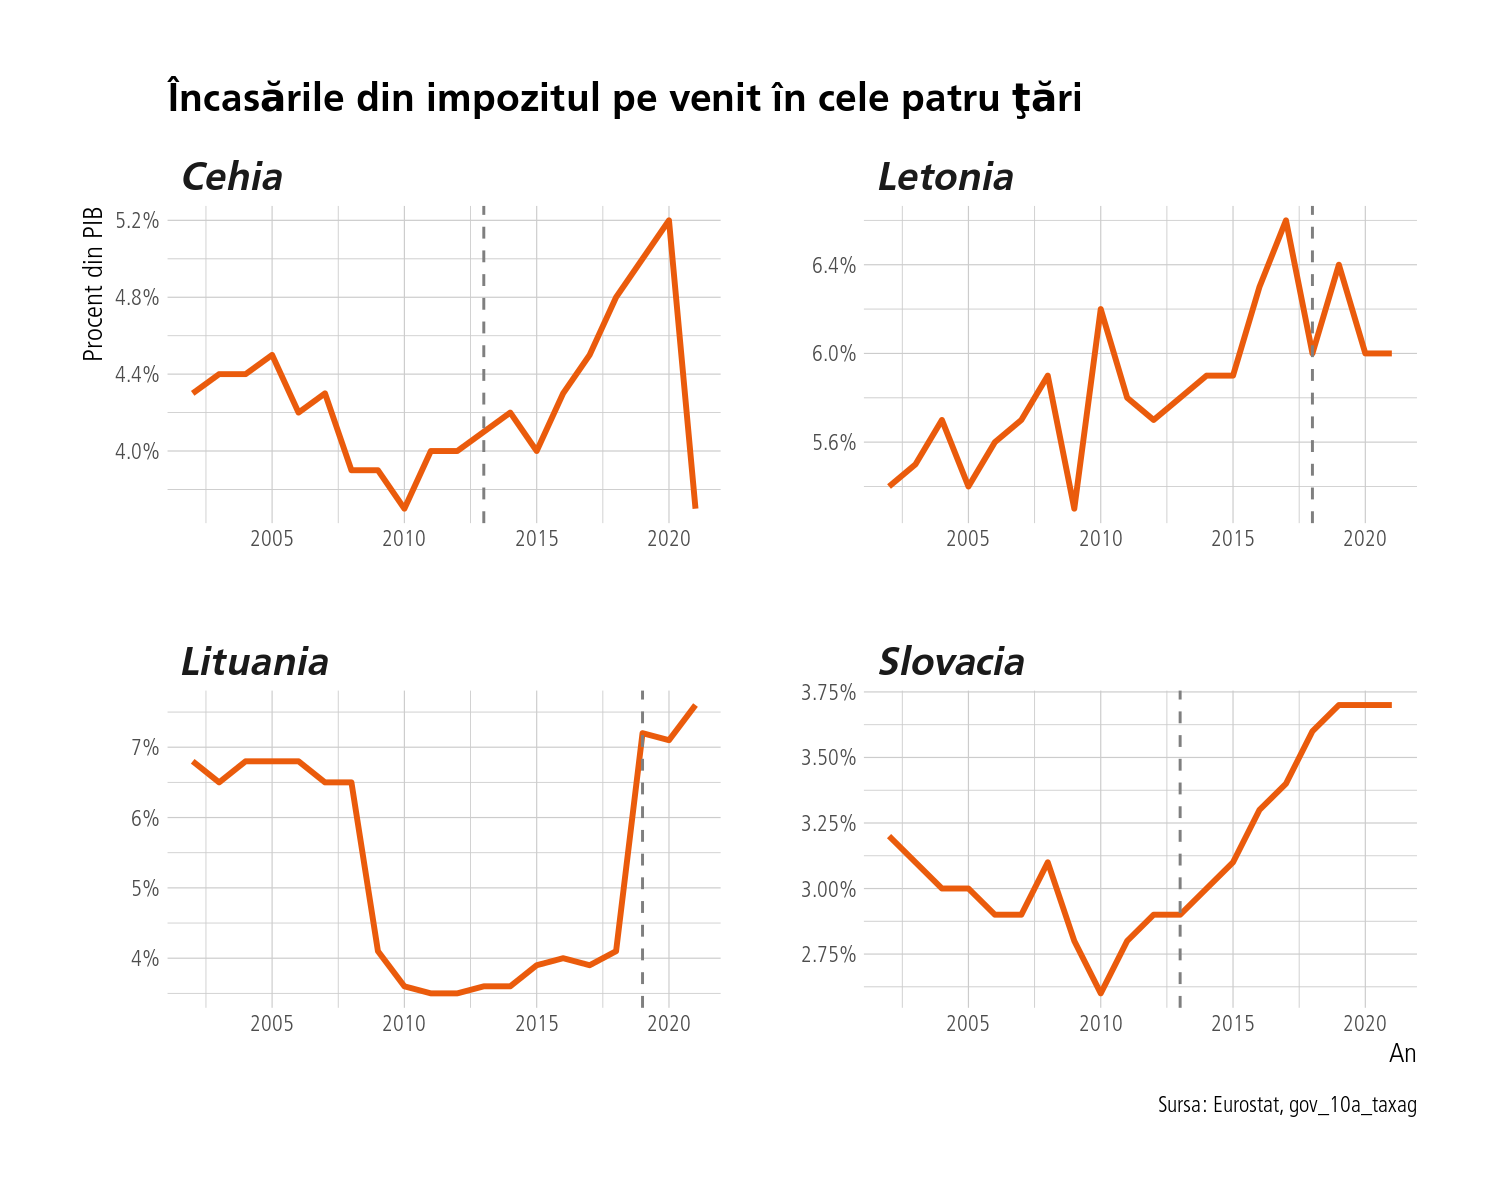 Încasările din impozitul pe venit în cele patru ţări
Cehia
Procent din PIB
5.2%
4.8%
4.4%
4.0%
2005 2010 2015 2020
Letonia
6.4%
6.0%
5.6%
2005 2010 2015 2020
Lituania
7%
6%
5%
4%
2005 2010 2015 2020
Slovacia
3.75%
3.50%
3.25%
3.00%
2.75%
2005 2010 2015 2020
An
Sursa: Eurostat, gov_10a_taxag